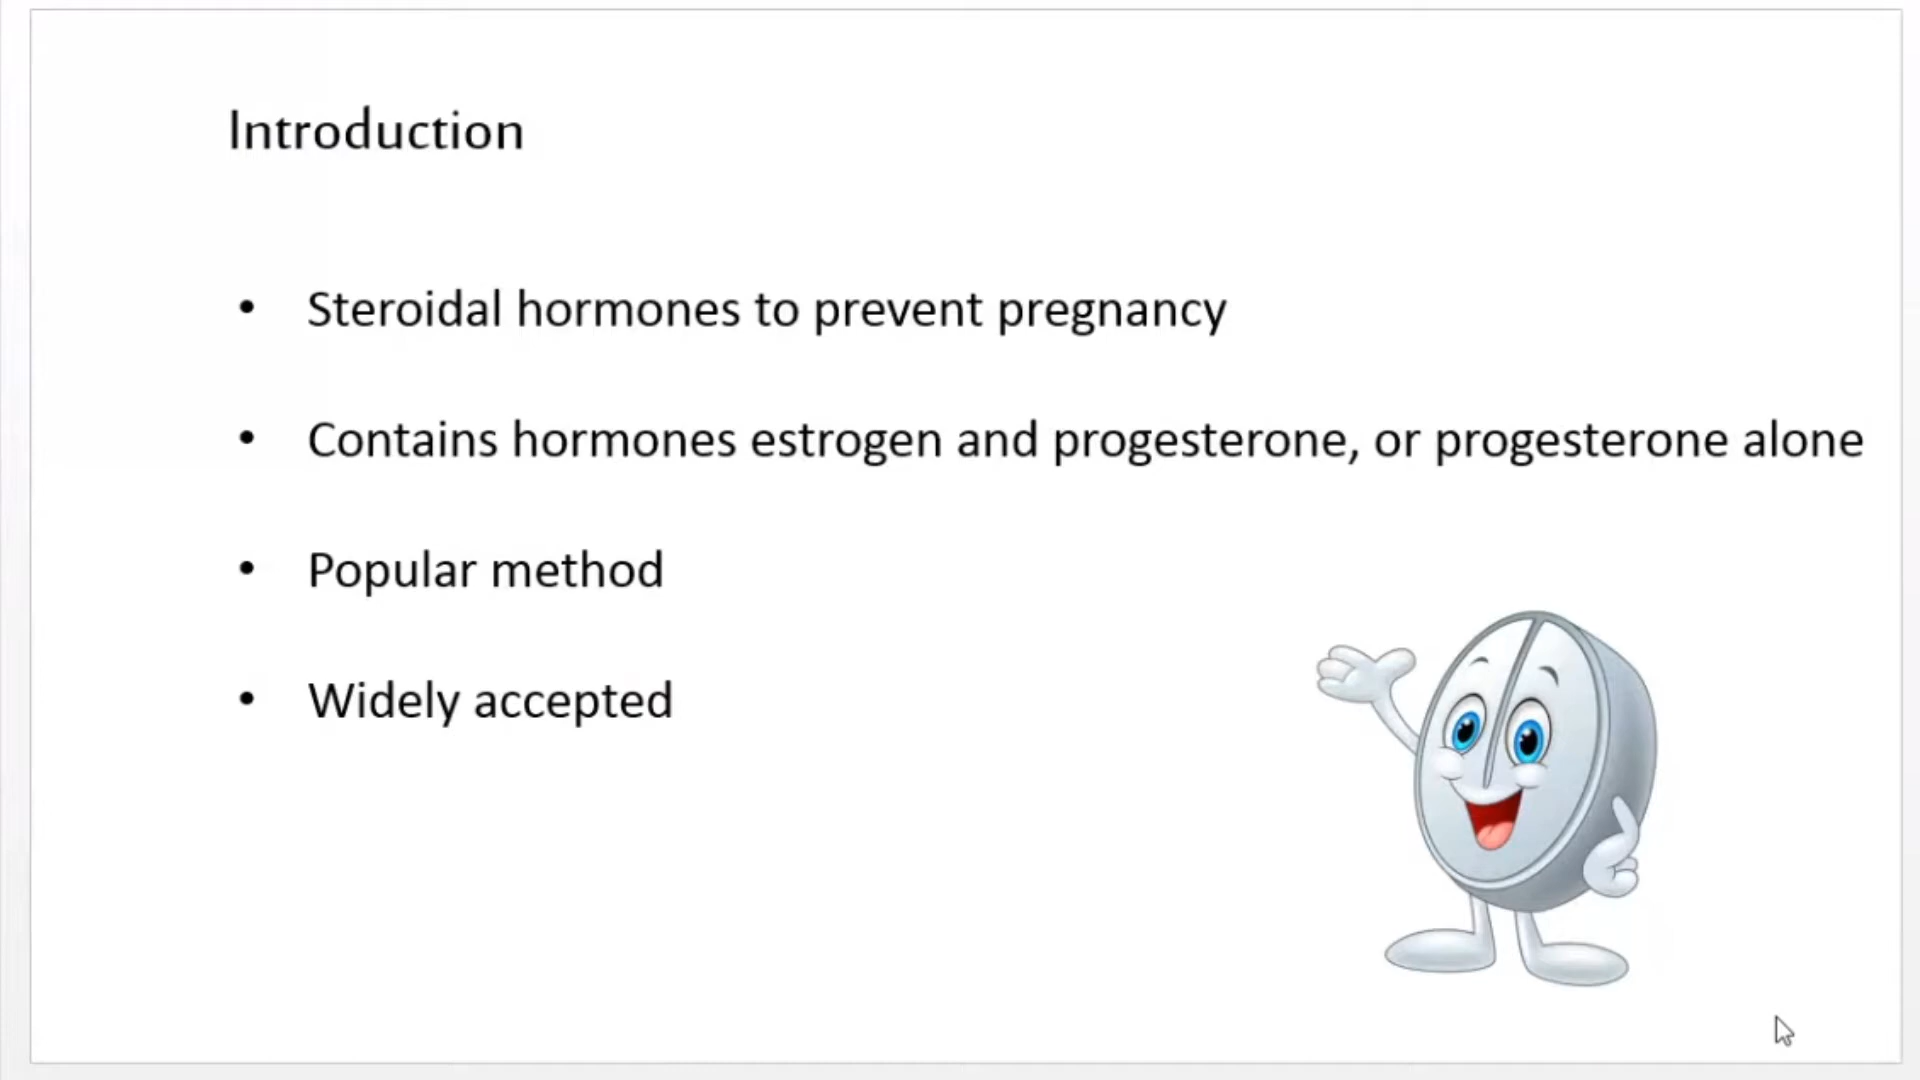 Introduction
• Steroidal hormones to prevent pregnancy
• Contains hormones estrogen and progesterone, or progesterone alone
• Popular method
• Widely accepted